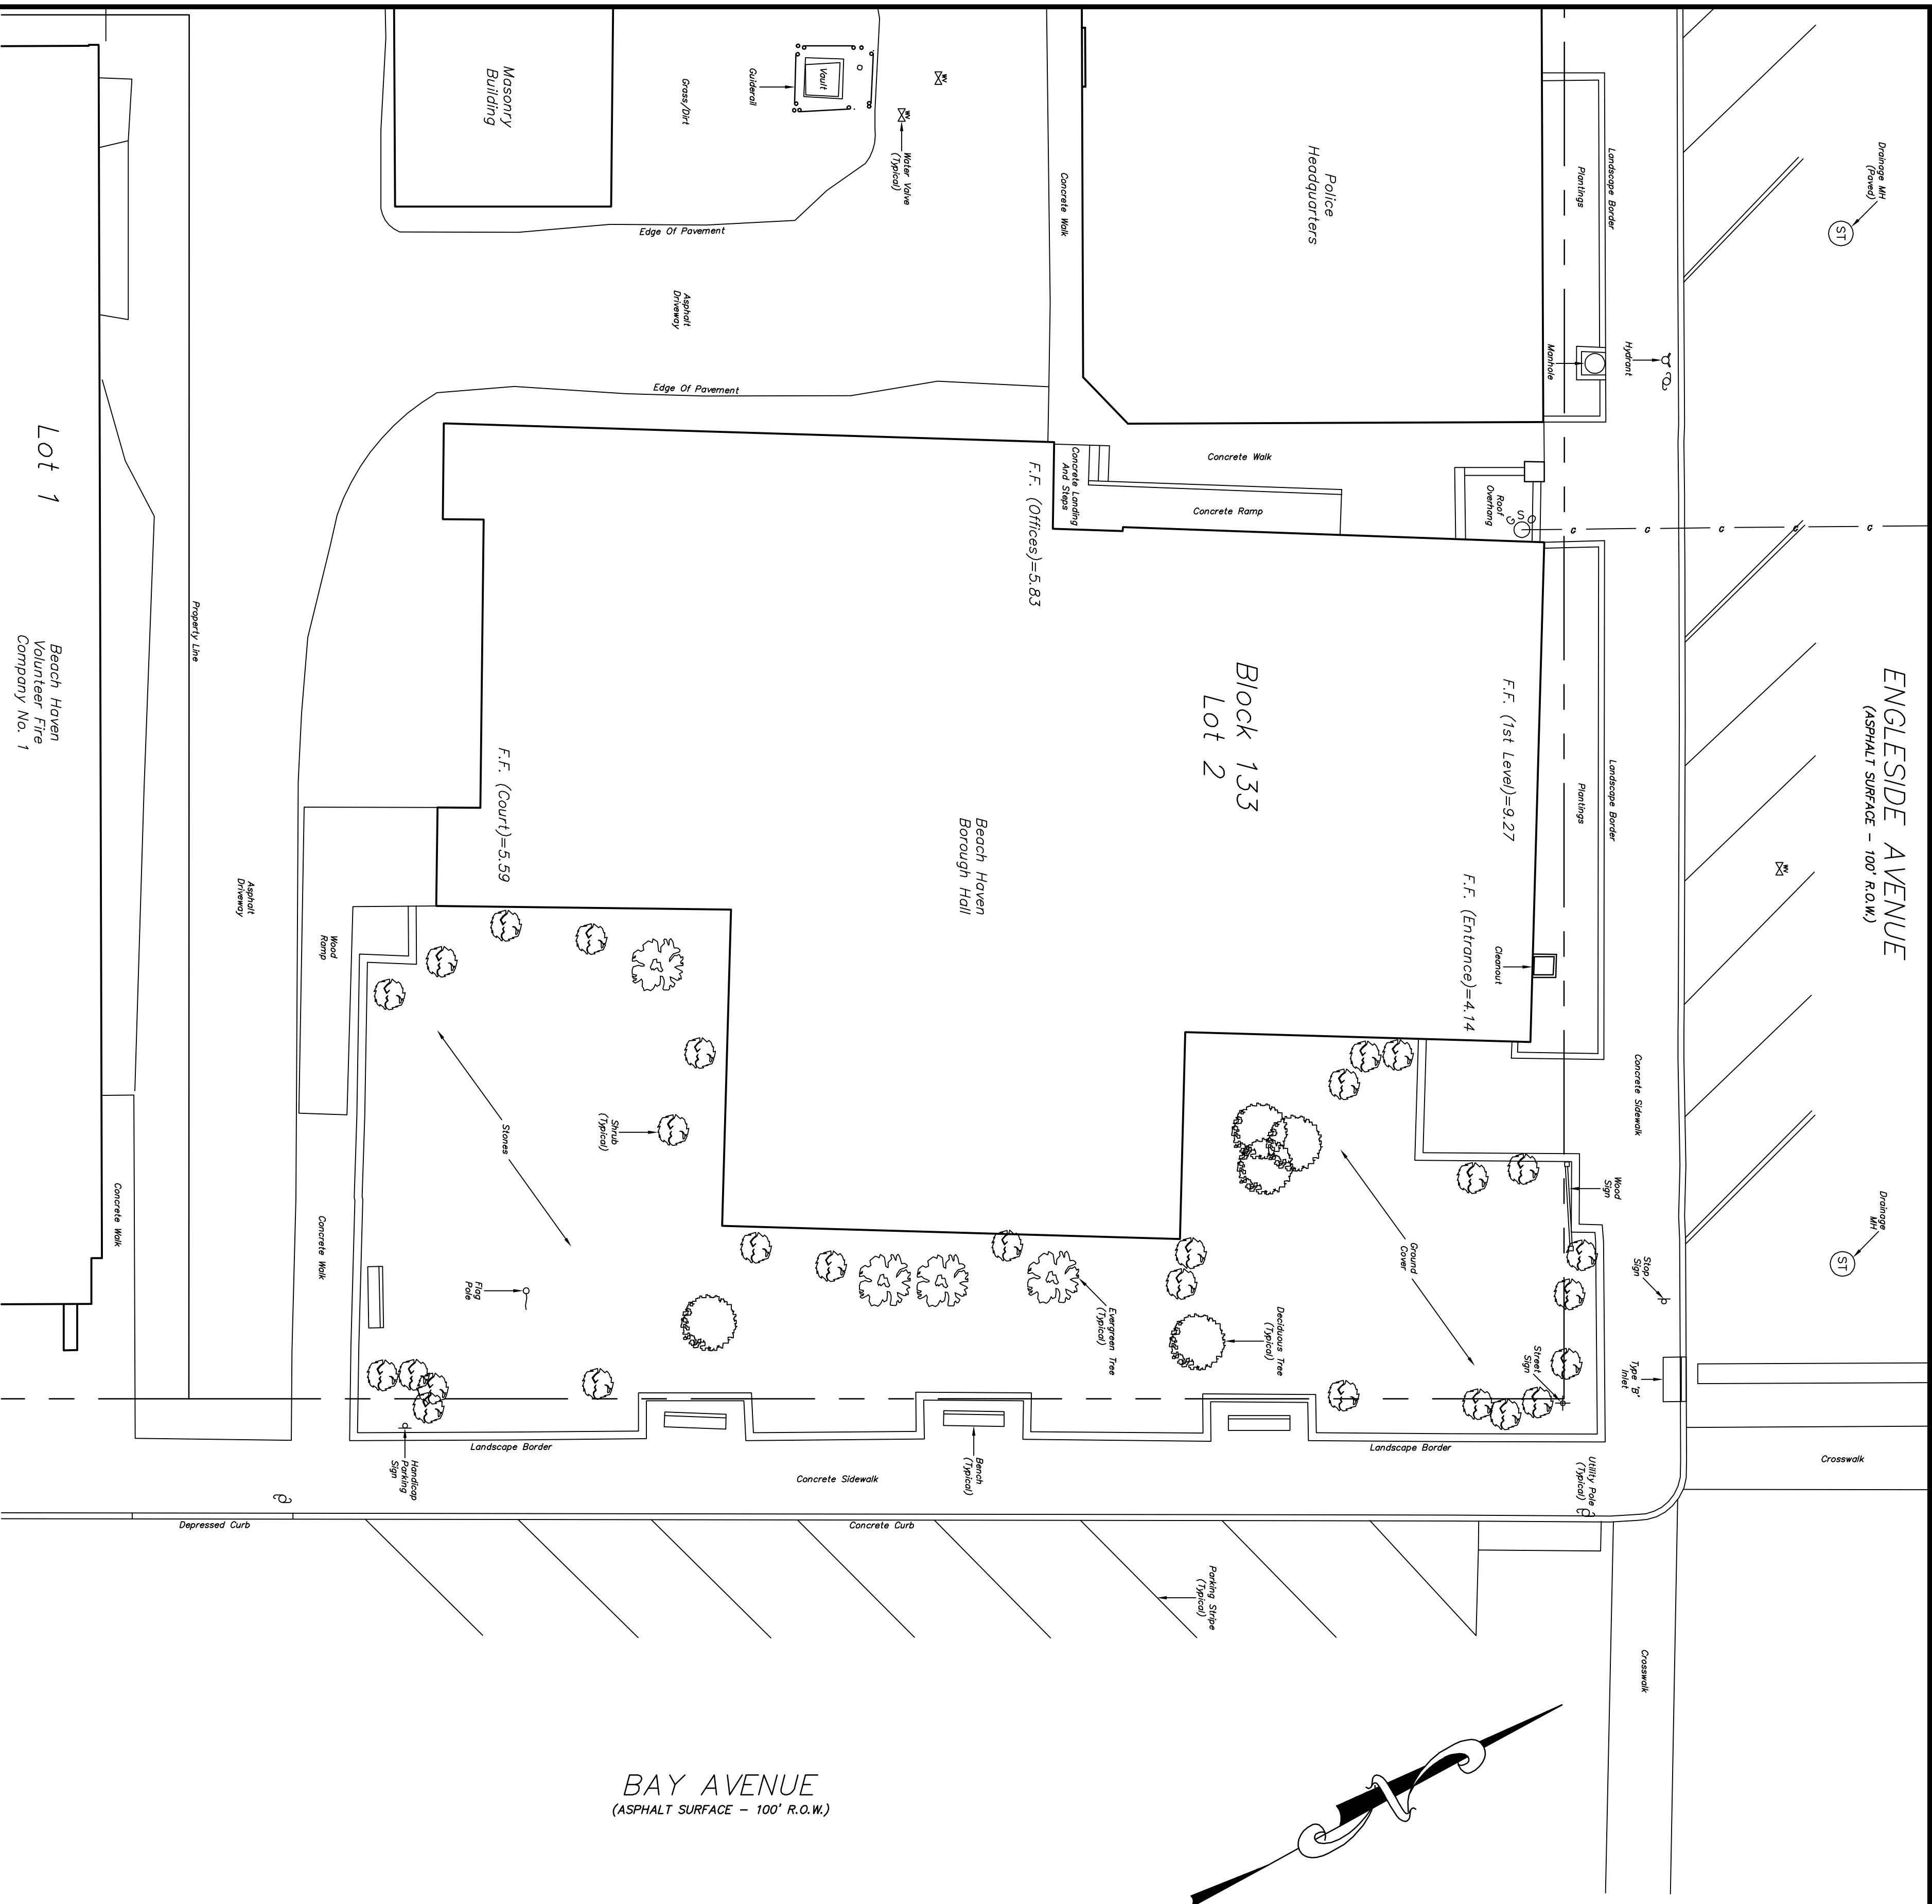 Masonry
Building
Grass/Dirt
Guiderail
Vault
WV
WV
Water Valve
(Typical)
Edge Of Pavement
Concrete Walk
Police
Headquarters
Plantings
Landscape Border
Drainage MH
(Paved)
ST
Asphalt
Driveway
Edge Of Pavement
Manhole
Hydrant
Lot 1
Beach Haven
Volunteer Fire
Company No. 1
Property Line
F.F. (Offices)=5.83
Concrete Landing
And Steps
Concrete Walk
Concrete Ramp
Roof
Overhang
S
G
G
G
G
G
ENGLESIDE AVENUE
(ASPHALT SURFACE - 100' R.O.W.)
Block 133
Lot 2
F.F. (1st Level)=9.27
Plantings
Landscape Border
F.F. (Court)=5.59
Beach Haven
Borough Hall
F.F. (Entrance)=4.14
Cleanout
WV
Asphalt
Driveway
Wood
Ramp
Stones
Shrub
(Typical)
Concrete Sidewalk
Wood
Sign
Concrete Walk
Concrete Walk
Flag
Pole
Evergreen Tree
(Typical)
Deciduous Tree
(Typical)
Ground
Cover
Street
Sign
Stop
Sign
Type "B"
Inlet
Drainage
MH
ST
Handicap
Parking
Sign
Landscape Border
Concrete Sidewalk
Bench
(Typical)
Landscape Border
Utility Pole
(Typical)
Crosswalk
Depressed Curb
Concrete Curb
Parking Stripe
(Typical)
Crosswalk
BAY AVENUE
(ASPHALT SURFACE - 100' R.O.W.)